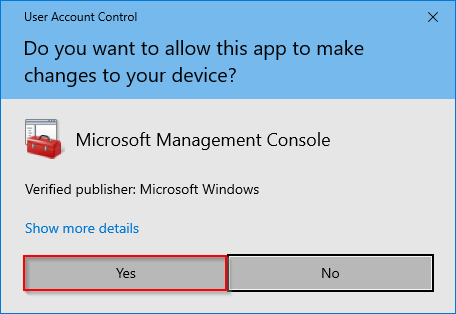 User Account Control
Do you want to allow this app to make
changes to your device?
Microsoft Management Console
Verified publisher: Microsoft Windows
Show more details
Yes
No